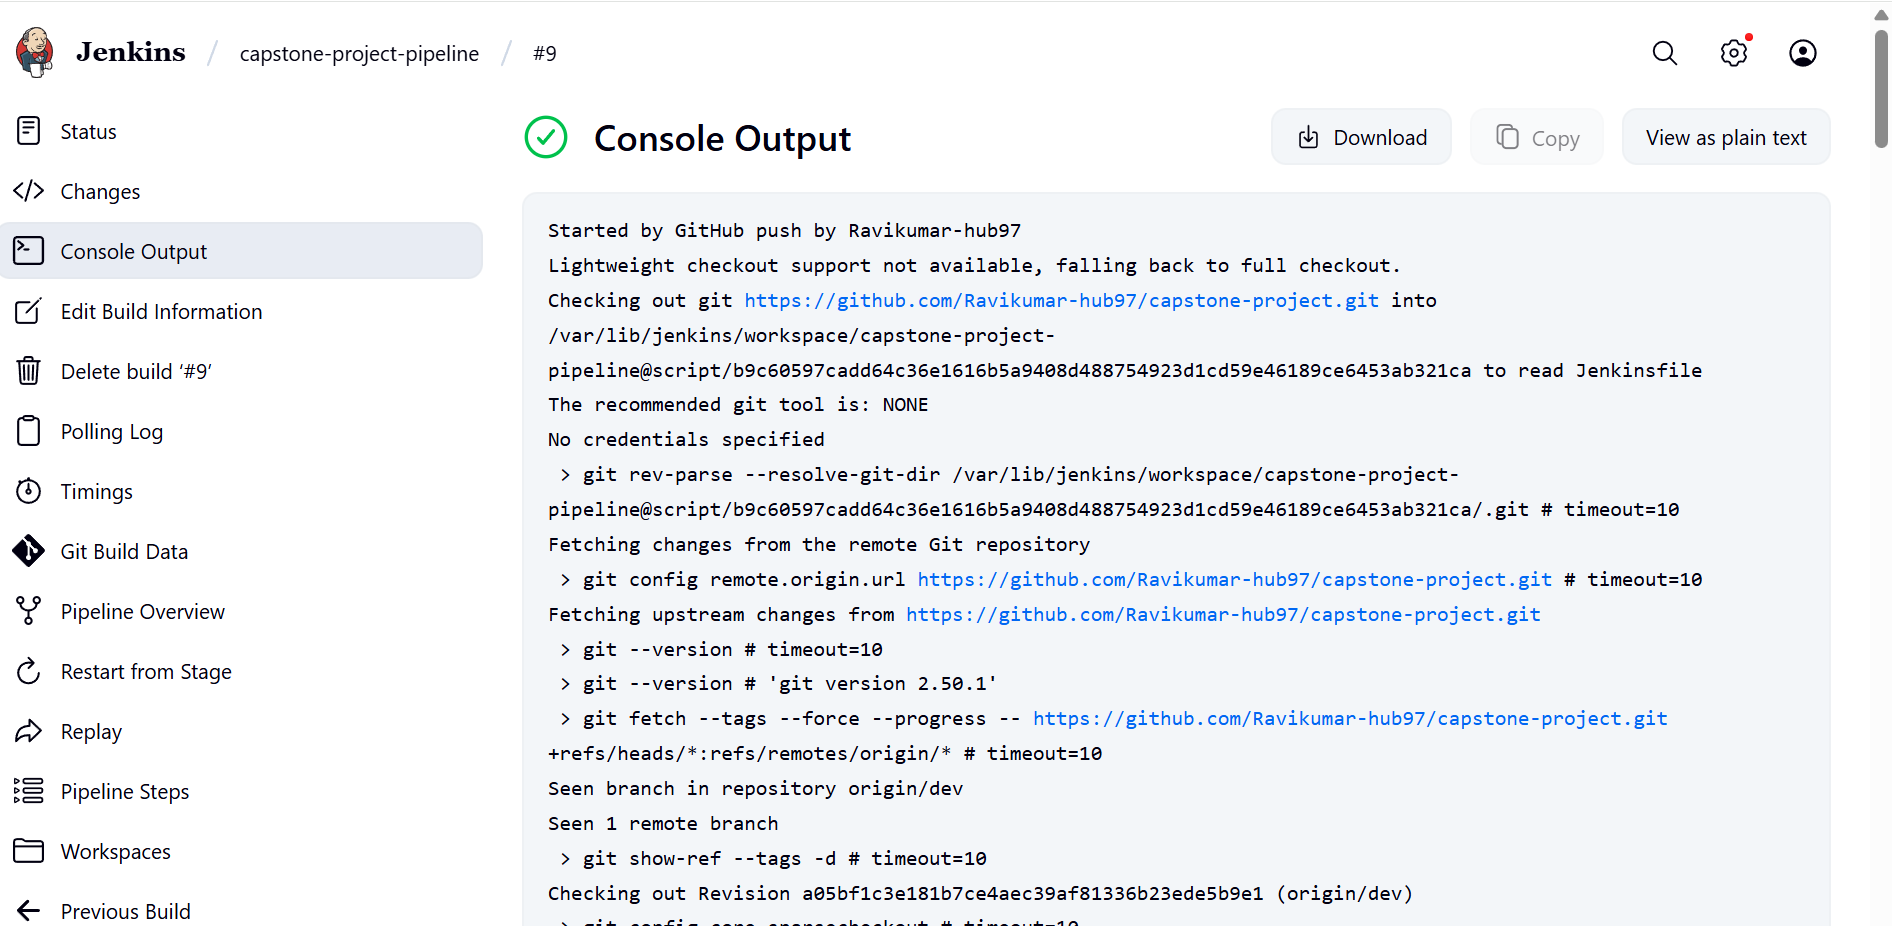 Jenkins / capstone-project-pipeline / #9
Status
Changes
Console Output
Edit Build Information
Delete build ‘#9’
Polling Log
Timings
Git Build Data
Pipeline Overview
Restart from Stage
Replay
Pipeline Steps
Workspaces
Previous Build
Console Output
Download
Copy
View as plain text
Started by GitHub push by Ravikumar-hub97
Lightweight checkout support not available, falling back to full checkout.
Checking out git https://github.com/Ravikumar-hub97/capstone-project.git into
/var/lib/jenkins/workspace/capstone-project-
pipeline@script/b9c60597cadd64c36e1616b5a9408d488754923d1cd59e46189ce6453ab321ca to read Jenkinsfile
The recommended git tool is: NONE
No credentials specified
 > git rev-parse --resolve-git-dir /var/lib/jenkins/workspace/capstone-project-
pipeline@script/b9c60597cadd64c36e1616b5a9408d488754923d1cd59e46189ce6453ab321ca/.git # timeout=10
Fetching changes from the remote Git repository
 > git config remote.origin.url https://github.com/Ravikumar-hub97/capstone-project.git # timeout=10
Fetching upstream changes from https://github.com/Ravikumar-hub97/capstone-project.git
 > git --version # timeout=10
 > git --version # 'git version 2.50.1'
 > git fetch --tags --force --progress -- https://github.com/Ravikumar-hub97/capstone-project.git
+refs/heads/*:refs/remotes/origin/* # timeout=10
Seen branch in repository origin/dev
Seen 1 remote branch
 > git show-ref --tags -d # timeout=10
Checking out Revision a05bf1c3e181b7ce4aec39af81336b23ede5b9e1 (origin/dev)
 > git config core.sparsecheckout # timeout=10